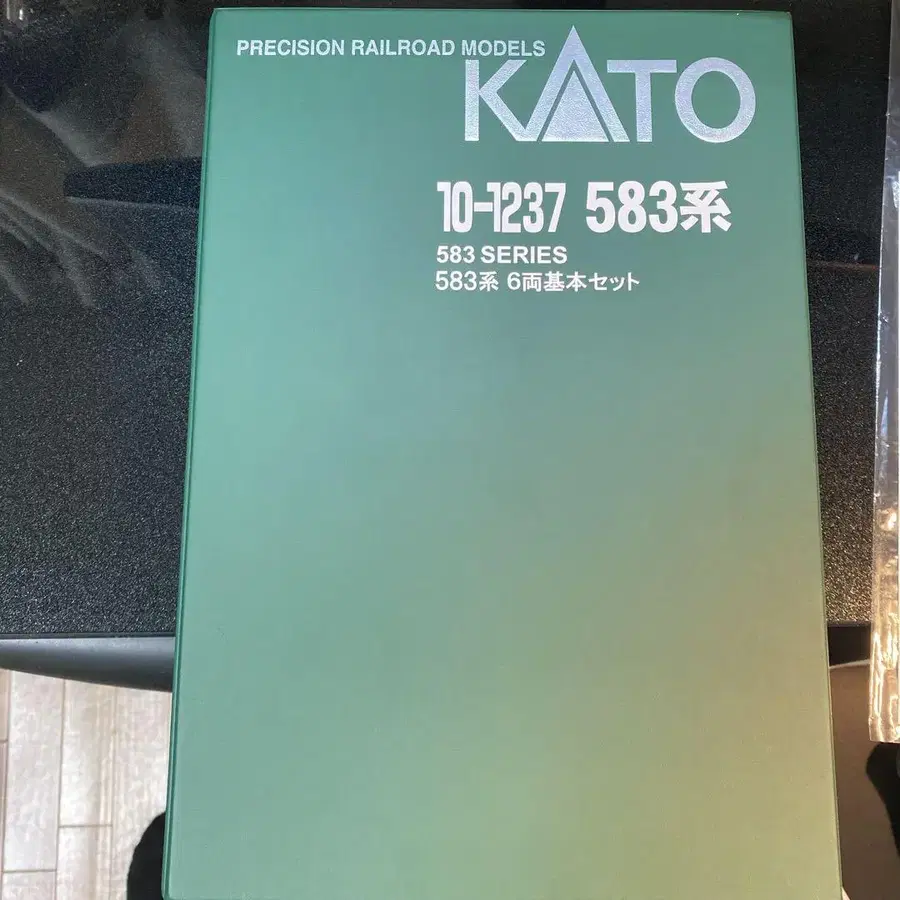 PRECISION RAILROAD MODELS
KATO
10-1237 583系
583 SERIES
583系 6両基本セット